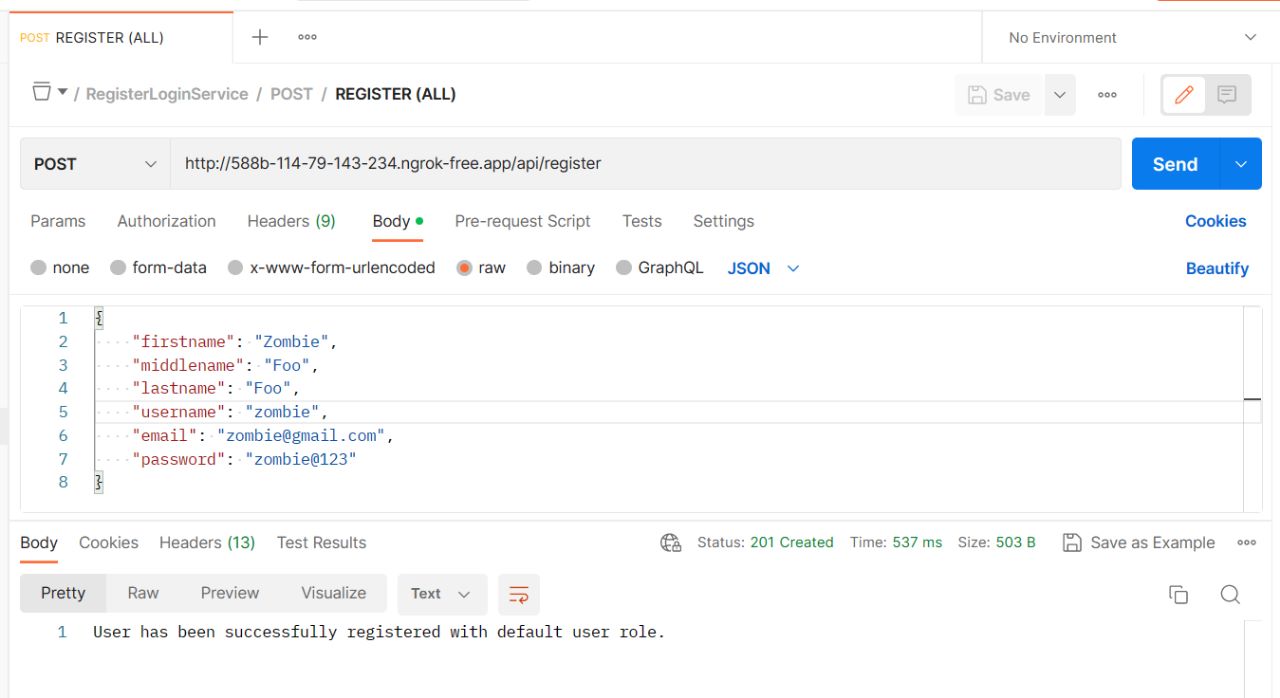 POST REGISTER (ALL)
No Environment
/ RegisterLoginService / POST / REGISTER (ALL)
Save
POST
http://588b-114-79-143-234.ngrok-free.app/api/register
Send
Params Authorization Headers (9) Body Pre-request Script Tests Settings Cookies
none form-data x-www-form-urlencoded raw binary GraphQL JSON Beautify
1 {
2 "firstname": "Zombie",
3 "middlename": "Foo",
4 "lastname": "Foo",
5 "username": "zombie",
6 "email": "zombie@gmail.com",
7 "password": "zombie@123"
8 }
Body Cookies Headers (13) Test Results Status: 201 Created Time: 537 ms Size: 503 B Save as Example
Pretty Raw Preview Visualize Text
1 User has been successfully registered with default user role.